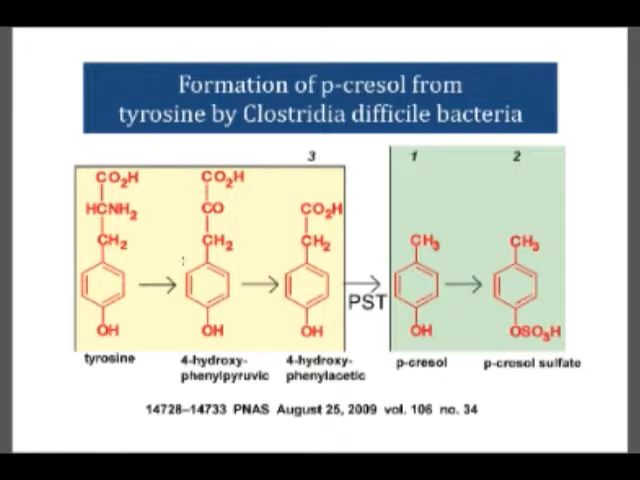 Formation of p-cresol from
tyrosine by Clostridia difficile bacteria
3 1 2
CO₂H CO₂H
HCNH₂ CO CO₂H
CH₂ CH₂ CH₂ CH₃ CH₃
PST
OH OH OH OH OSO₃H
tyrosine 4-hydroxy- 4-hydroxy- p-cresol p-cresol sulfate
phenylpyruvic phenylacetic
14728–14733 PNAS August 25, 2009 vol. 106 no. 34